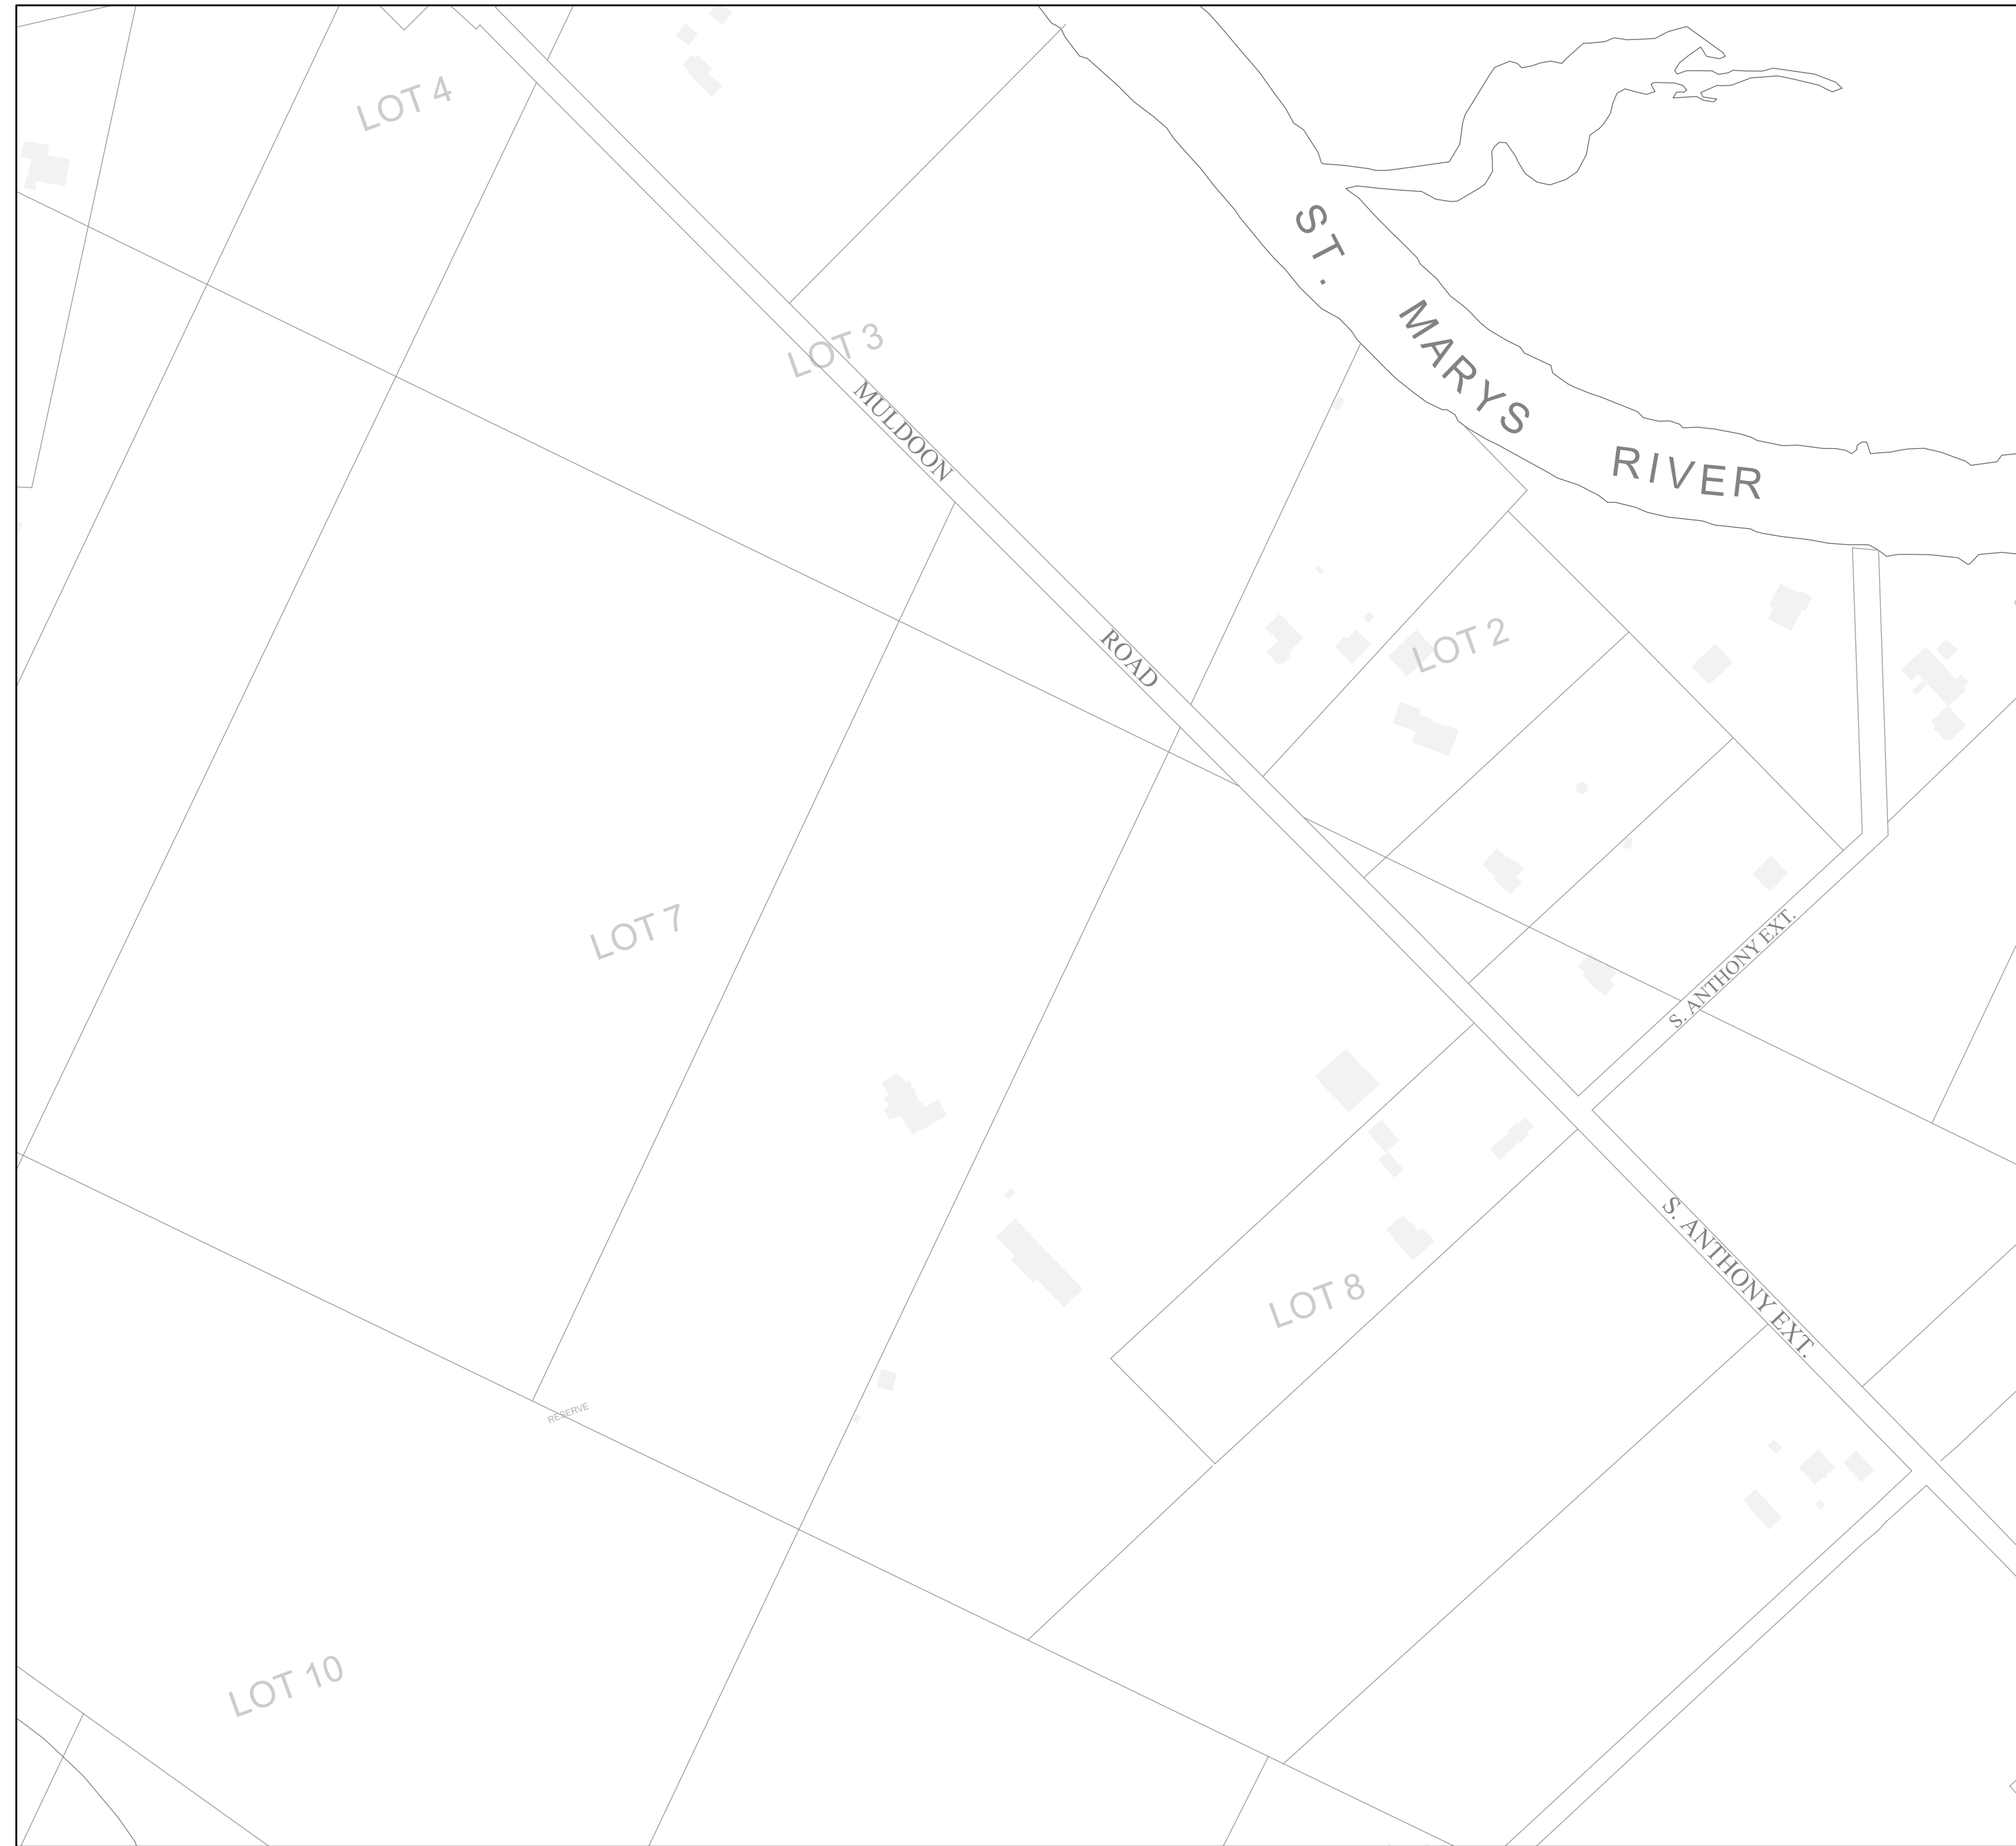 LOT 4
ST. MARYS RIVER
LOT 3
MULDOON ROAD
LOT 2
LOT 7
S. ANTHONY EXT.
S. ANTHONY EXT.
LOT 8
RESERVE
LOT 10